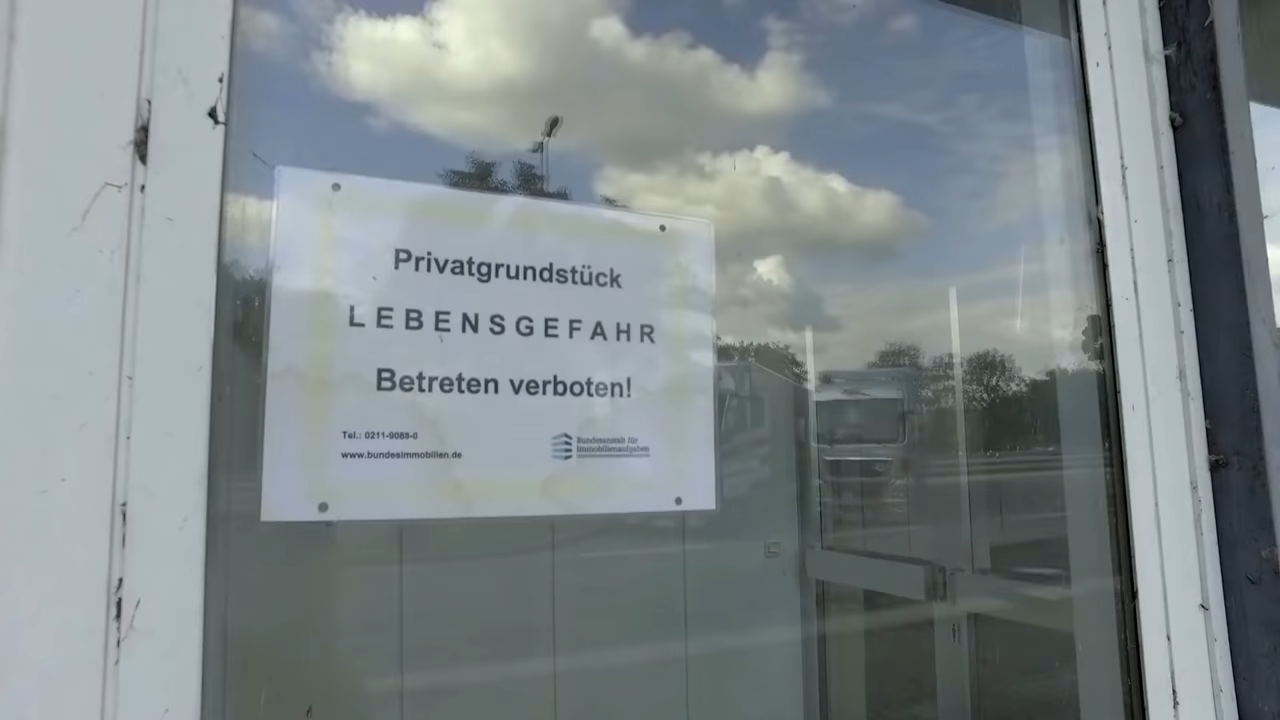 Privatgrundstück
LEBENSGEFAHR
Betreten verboten!
Tel.: 0211-9088-0
www.bundesimmobilien.de
Bundesanstalt für
Immobilienaufgaben